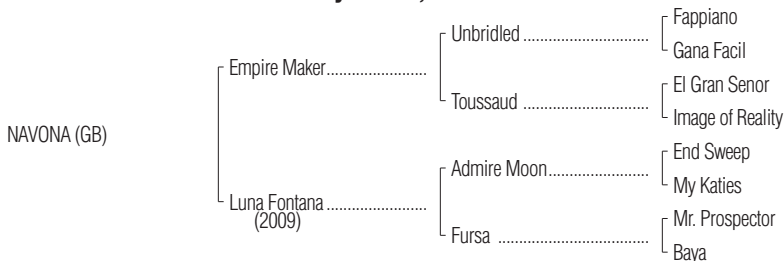 Fappiano
Unbridled
Gana Facil
Empire Maker
El Gran Senor
Toussaud
Image of Reality
NAVONA (GB)
End Sweep
Admire Moon
My Katies
Luna Fontana
(2009)
Mr. Prospector
Fursa
Baya